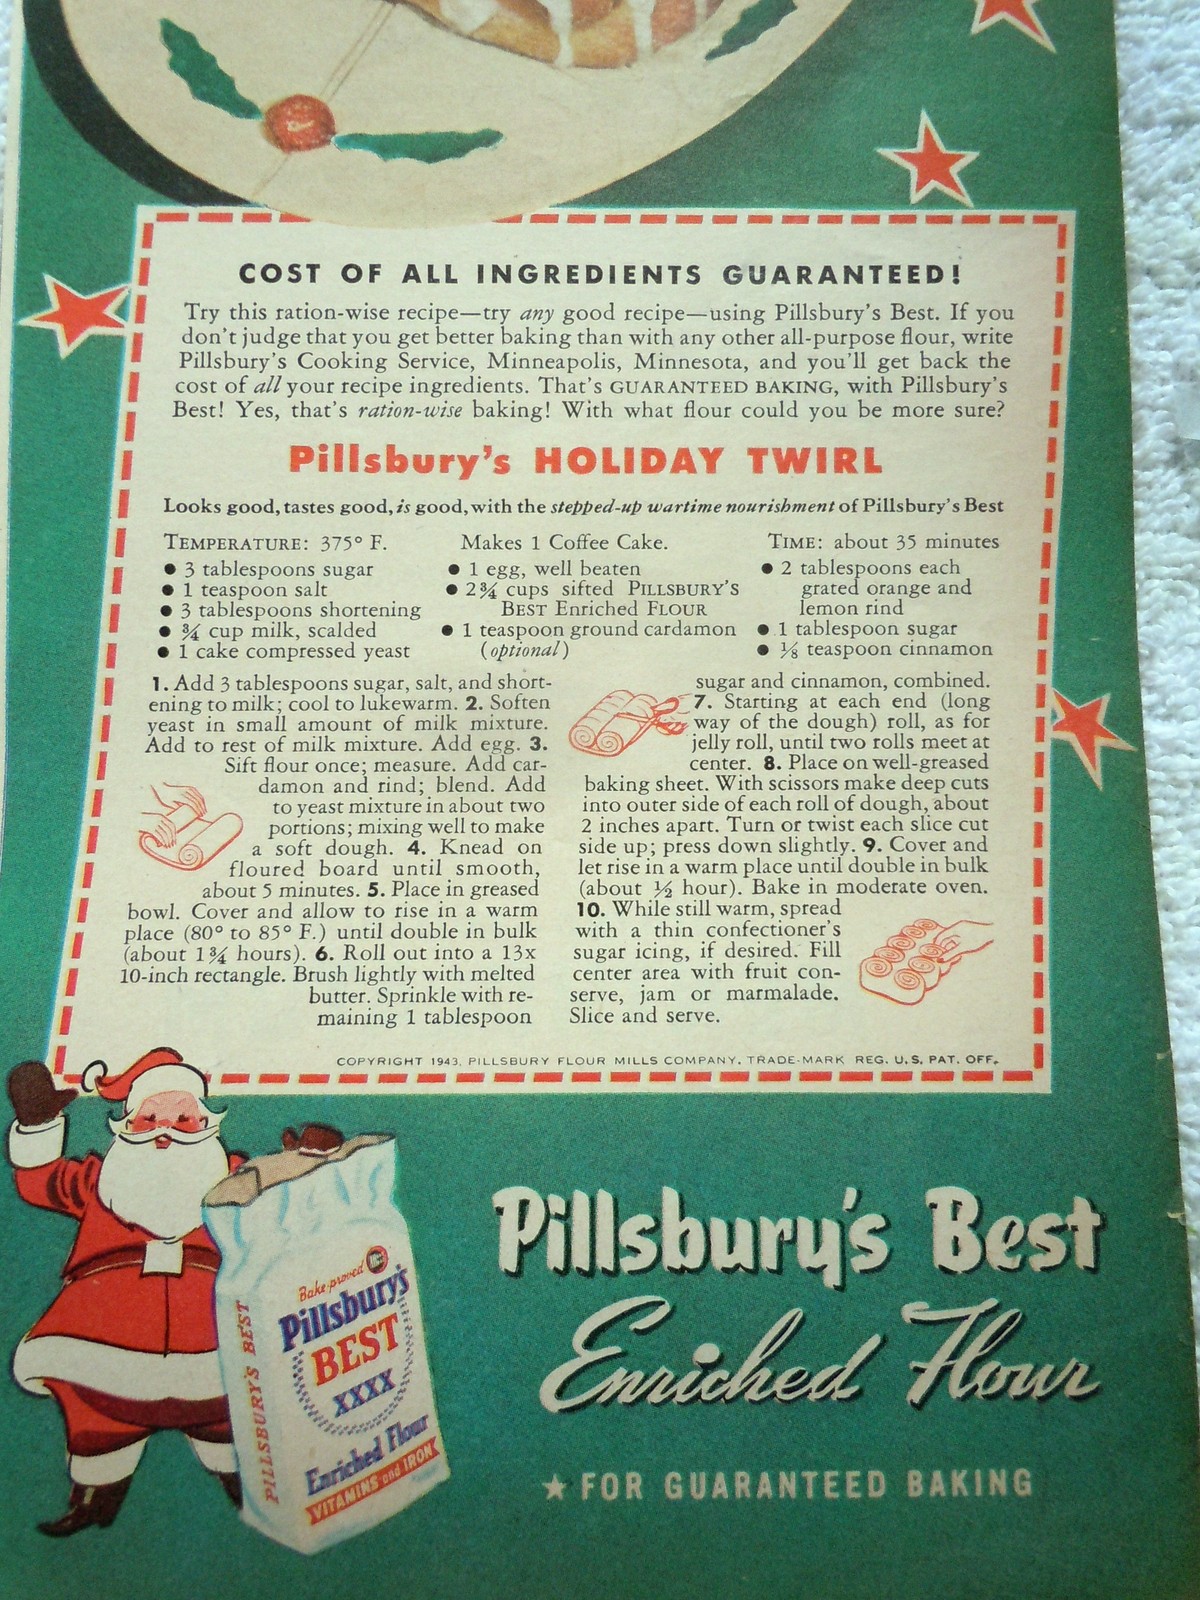 COST OF ALL INGREDIENTS GUARANTEED!
Try this ration-wise recipe—try any good recipe—using Pillsbury's Best. If you
don't judge that you get better baking than with any other all-purpose flour, write
Pillsbury's Cooking Service, Minneapolis, Minnesota, and you'll get back the
cost of all your recipe ingredients. That's GUARANTEED BAKING, with Pillsbury's
Best! Yes, that's ration-wise baking! With what flour could you be more sure?
Pillsbury's HOLIDAY TWIRL
Looks good, tastes good, is good, with the stepped-up wartime nourishment of Pillsbury's Best
TEMPERATURE: 375° F.
● 3 tablespoons sugar
● 1 teaspoon salt
● 3 tablespoons shortening
● ¾ cup milk, scalded
● 1 cake compressed yeast
Makes 1 Coffee Cake.
● 1 egg, well beaten
● 2¾ cups sifted PILLSBURY'S
BEST Enriched FLOUR
● 1 teaspoon ground cardamon
(optional)
TIME: about 35 minutes
● 2 tablespoons each
grated orange and
lemon rind
● 1 tablespoon sugar
● ⅛ teaspoon cinnamon
1. Add 3 tablespoons sugar, salt, and short-
ening to milk; cool to lukewarm. 2. Soften
yeast in small amount of milk mixture.
Add to rest of milk mixture. Add egg. 3.
Sift flour once; measure. Add car-
damon and rind; blend. Add
to yeast mixture in about two
portions; mixing well to make
a soft dough. 4. Knead on
floured board until smooth,
about 5 minutes. 5. Place in greased
bowl. Cover and allow to rise in a warm
place (80° to 85° F.) until double in bulk
(about 1¾ hours). 6. Roll out into a 13x
10-inch rectangle. Brush lightly with melted
butter. Sprinkle with re-
maining 1 tablespoon
sugar and cinnamon, combined.
7. Starting at each end (long
way of the dough) roll, as for
jelly roll, until two rolls meet at
center. 8. Place on well-greased
baking sheet. With scissors make deep cuts
into outer side of each roll of dough, about
2 inches apart. Turn or twist each slice cut
side up; press down slightly. 9. Cover and
let rise in a warm place until double in bulk
(about ½ hour). Bake in moderate oven.
10. While still warm, spread
with a thin confectioner's
sugar icing, if desired. Fill
center area with fruit con-
serve, jam or marmalade.
Slice and serve.
COPYRIGHT 1943, PILLSBURY FLOUR MILLS COMPANY. TRADE-MARK REG. U.S. PAT. OFF.
Bake-proved
Pillsbury's
BEST
XXXX
Enriched Flour
VITAMINS and IRON
PILLSBURY'S BEST
Pillsbury's Best
Enriched Flour
★ FOR GUARANTEED BAKING